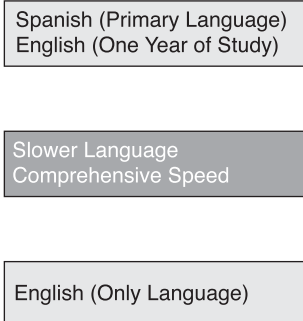 Spanish (Primary Language)
English (One Year of Study)
Slower Language
Comprehensive Speed
English (Only Language)